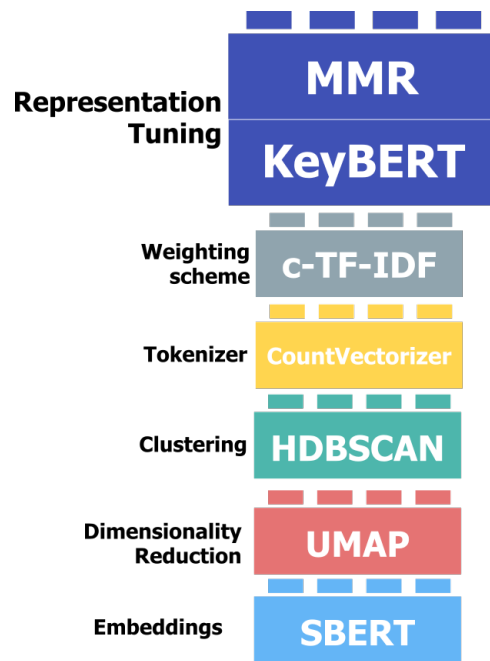 MMR
Representation
Tuning
KeyBERT
Weighting
scheme
c-TF-IDF
Tokenizer
CountVectorizer
Clustering
HDBSCAN
Dimensionality
Reduction
UMAP
Embeddings
SBERT